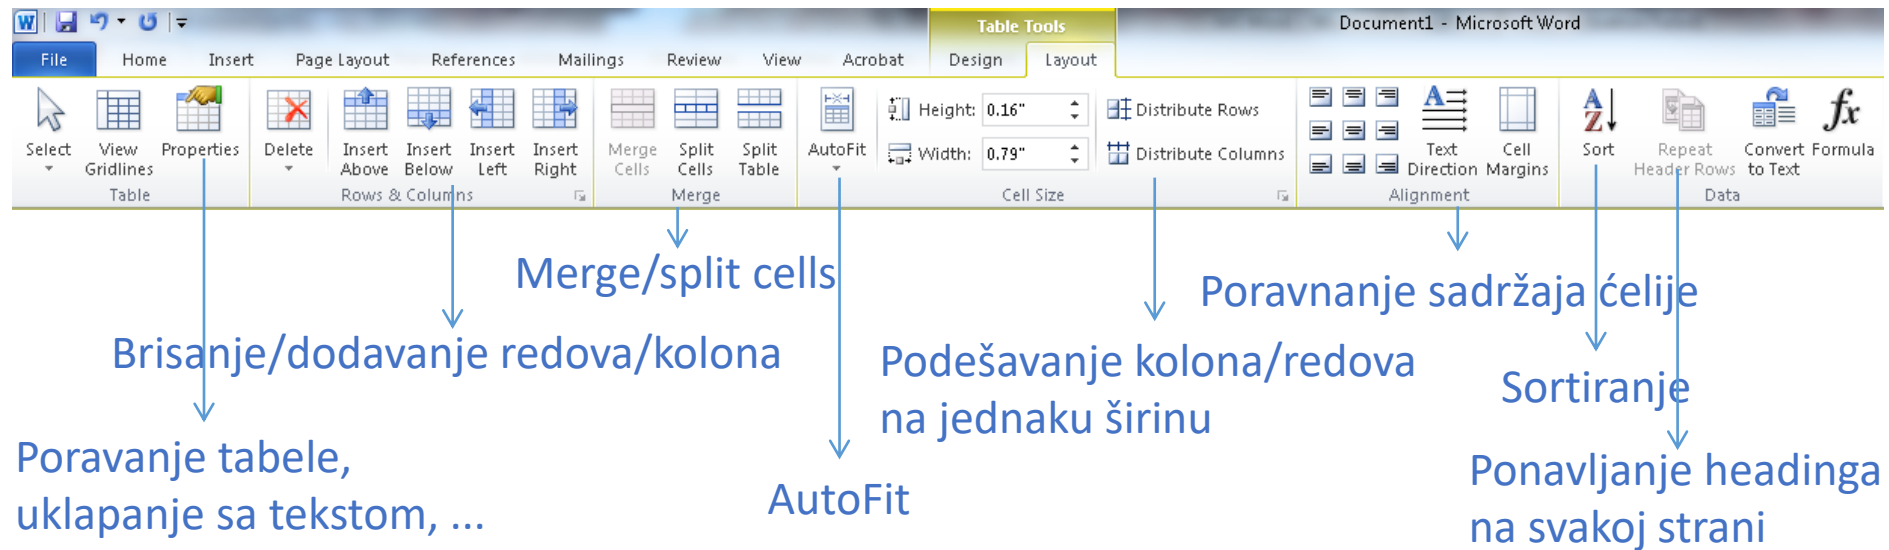 Table Tools
Document1 - Microsoft Word
File Home Insert Page Layout References Mailings Review View Acrobat Design Layout
Select
View Gridlines
Properties
Table
Delete
Insert Above
Insert Below
Insert Left
Insert Right
Rows & Columns
Merge Cells
Split Cells
Split Table
Merge
AutoFit
Height: 0.16"
Width: 0.79"
Distribute Rows
Distribute Columns
Cell Size
Text Direction
Cell Margins
Alignment
Sort
Repeat Header Rows
Convert to Text
Formula
Data
Merge/split cells
Poravnanje sadržaja ćelije
Brisanje/dodavanje redova/kolona
Podešavanje kolona/redova
na jednaku širinu
Sortiranje
Poravanje tabele,
uklapanje sa tekstom, ...
AutoFit
Ponavljanje headinga
na svakoj strani